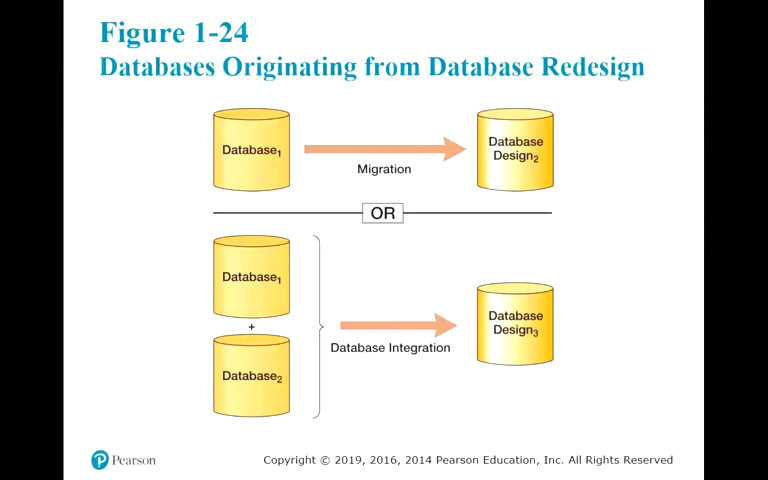 Figure 1-24
Databases Originating from Database Redesign
Database₁
Migration
Database
Design₂
OR
Database₁
+
Database₂
Database Integration
Database
Design₃
Pearson
Copyright © 2019, 2016, 2014 Pearson Education, Inc. All Rights Reserved